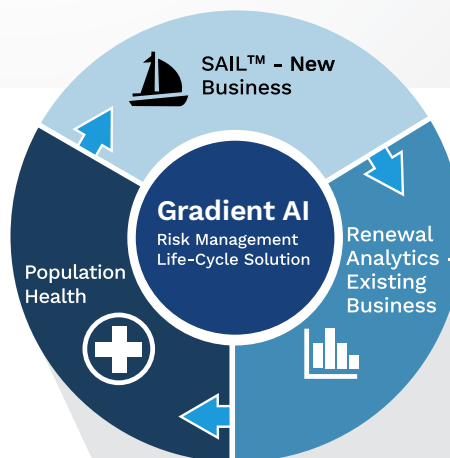 SAIL™ - New
Business
Gradient AI
Risk Management
Life-Cycle Solution
Renewal
Analytics -
Existing
Business
Population
Health